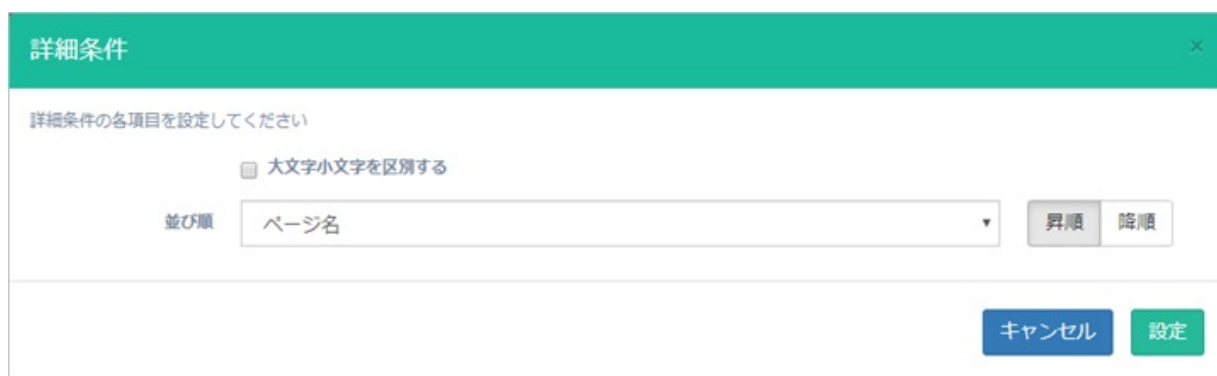 詳細条件
×
詳細条件の各項目を設定してください
大文字小文字を区別する
並び順 ページ名 昇順 降順
キャンセル 設定